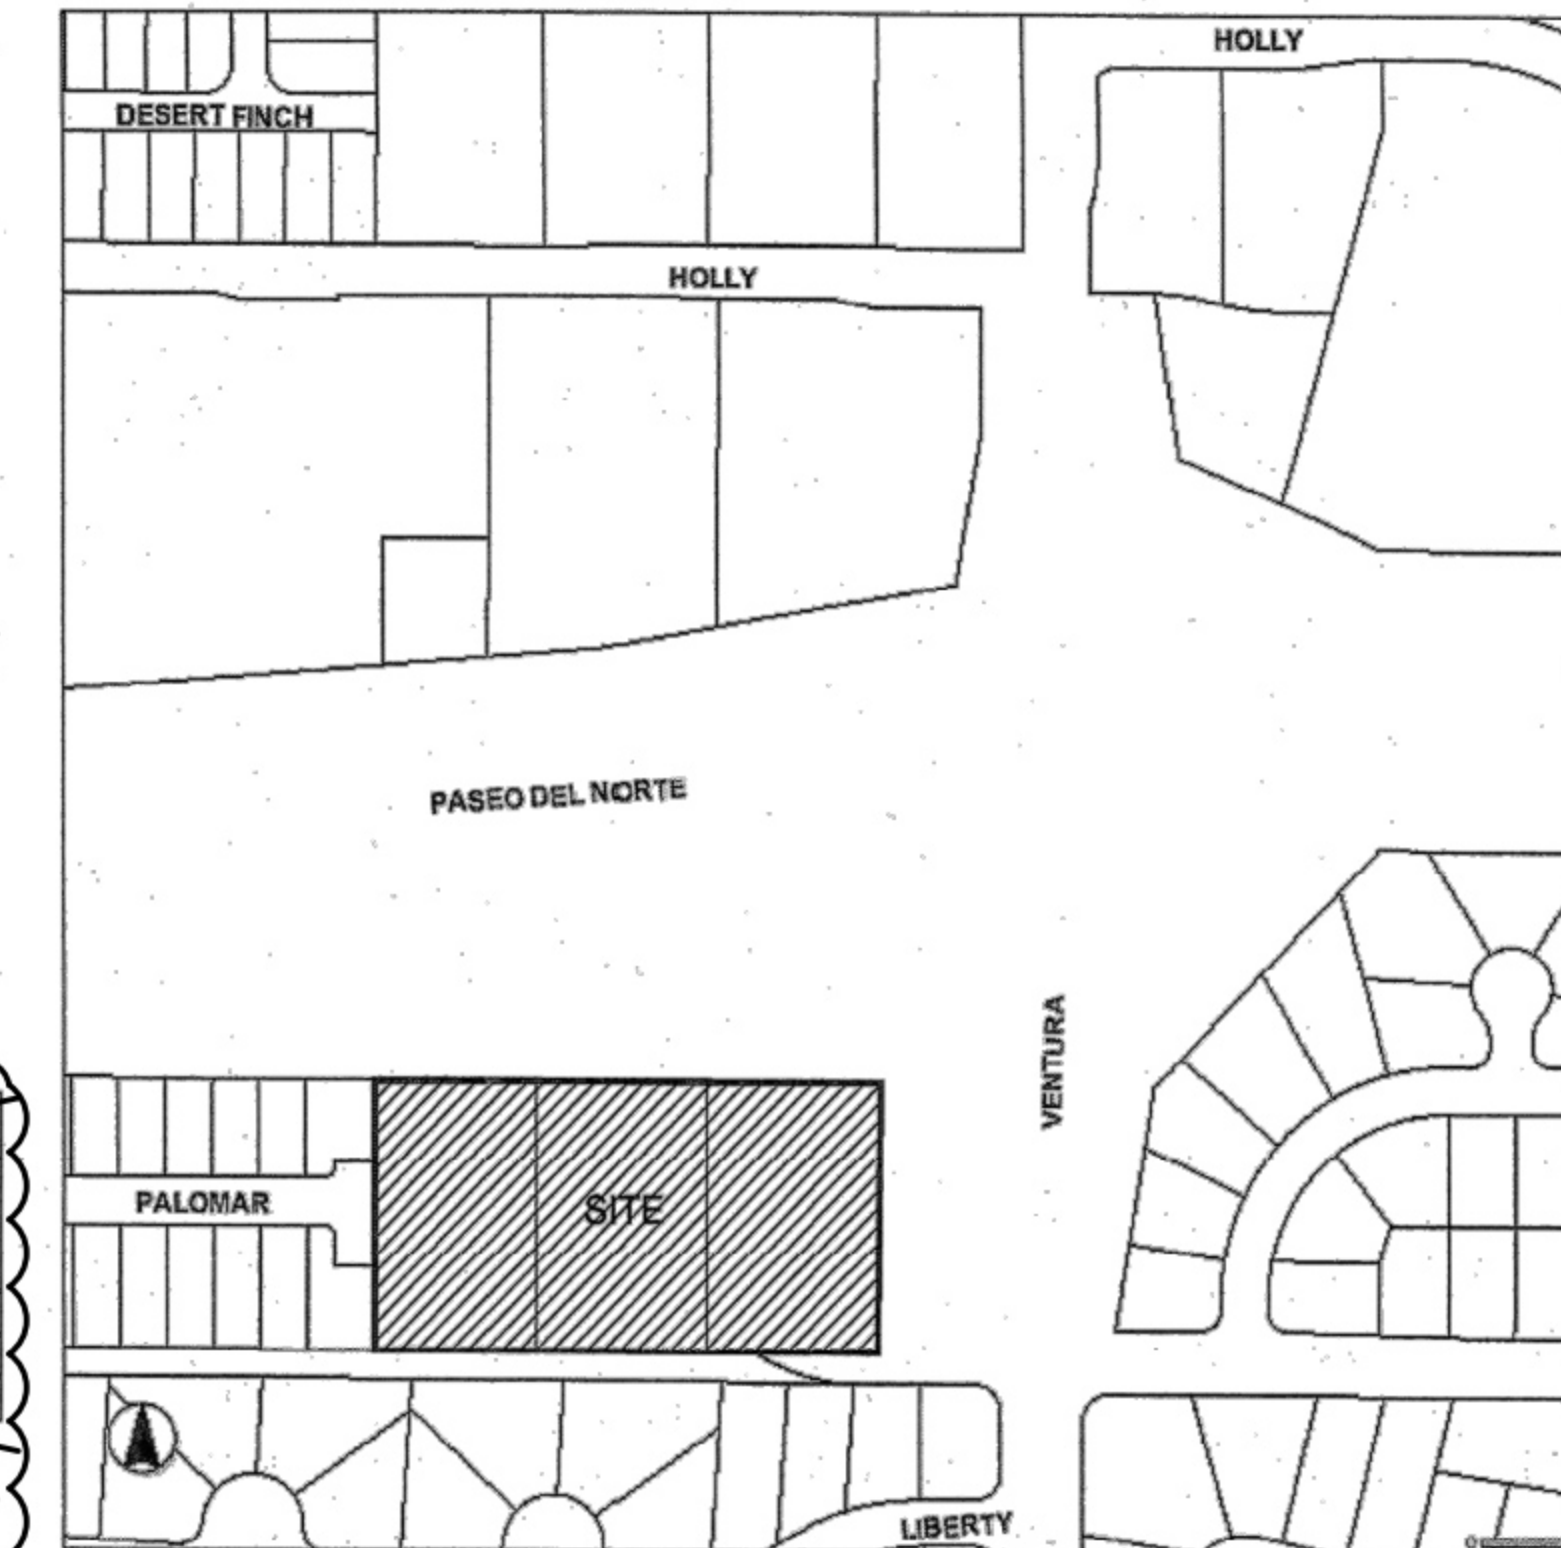 HOLLY
DESERT FINCH
HOLLY
PASEO DEL NORTE
VENTURA
PALOMAR
SITE
LIBERTY